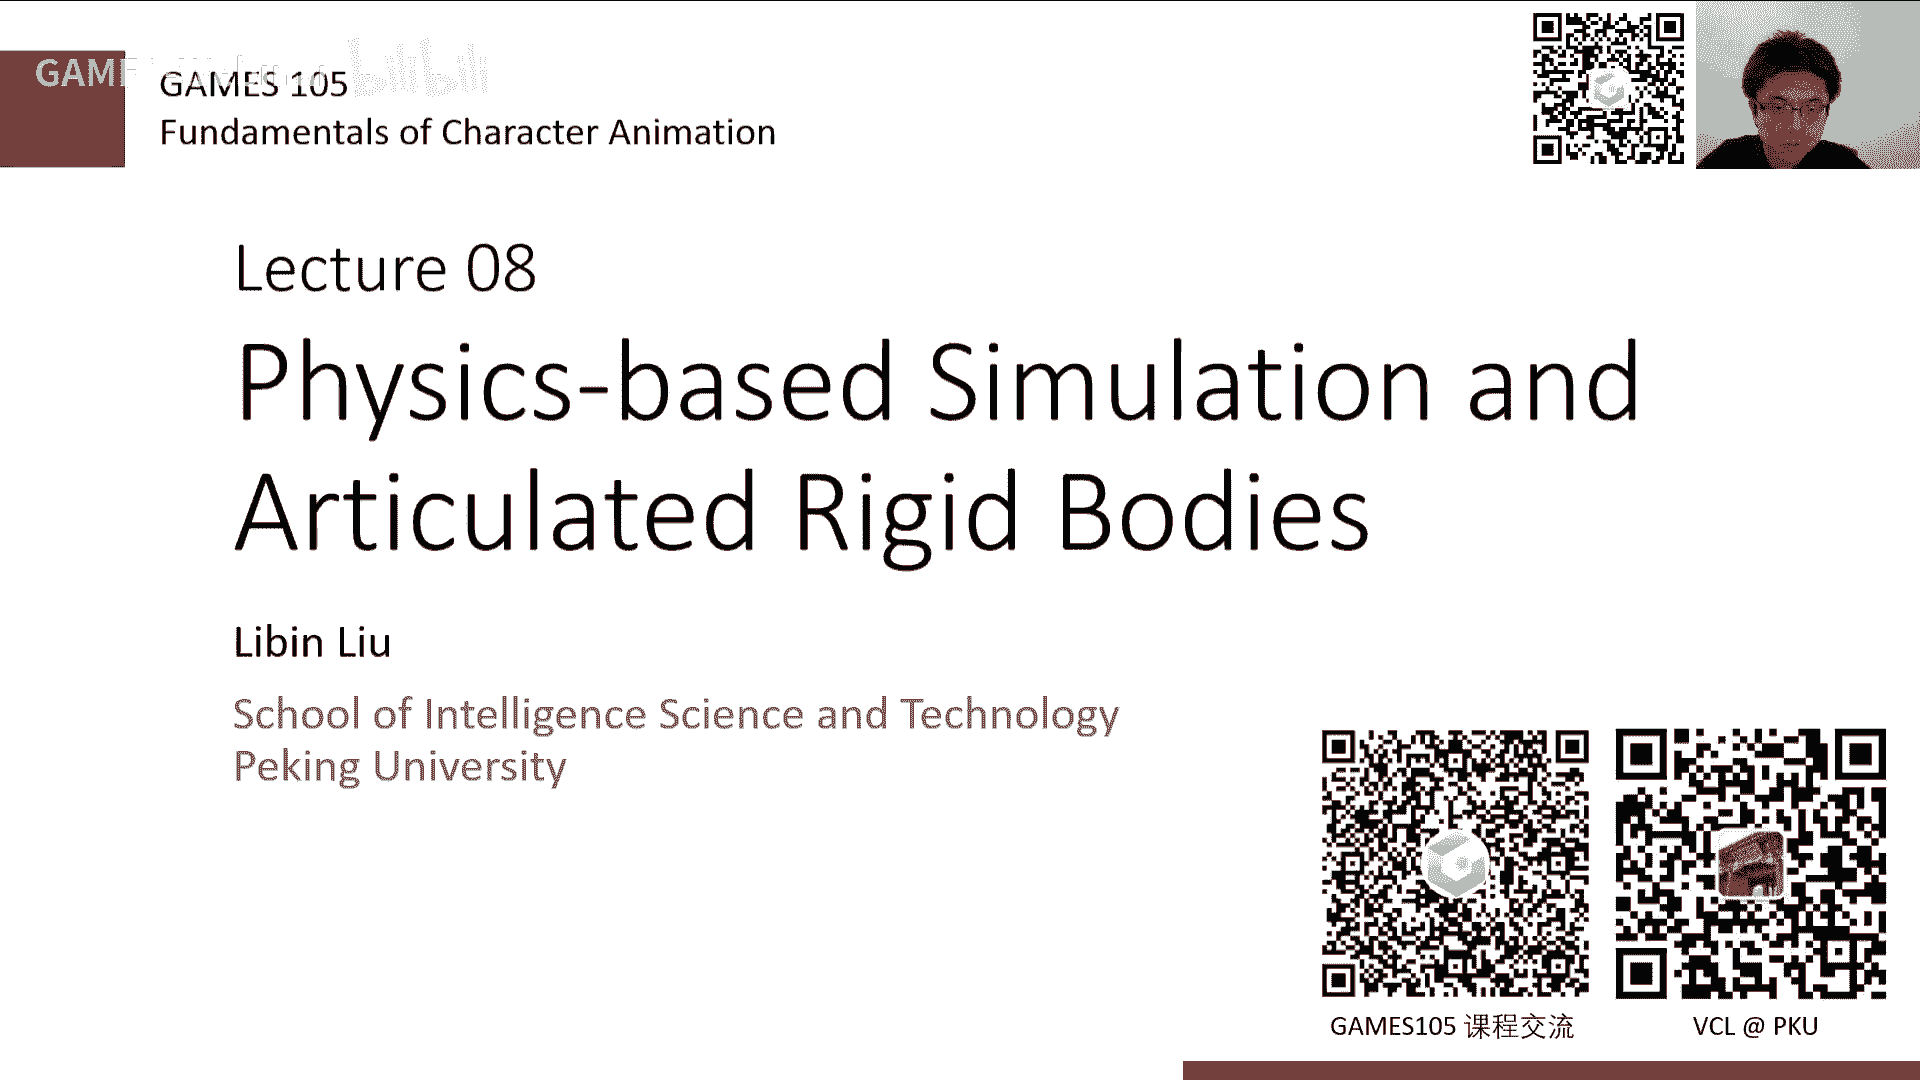 GAMES 105
Fundamentals of Character Animation
Lecture 08
Physics-based Simulation and
Articulated Rigid Bodies
Libin Liu
School of Intelligence Science and Technology
Peking University
GAMES105 课程交流
VCL @ PKU
bilibili